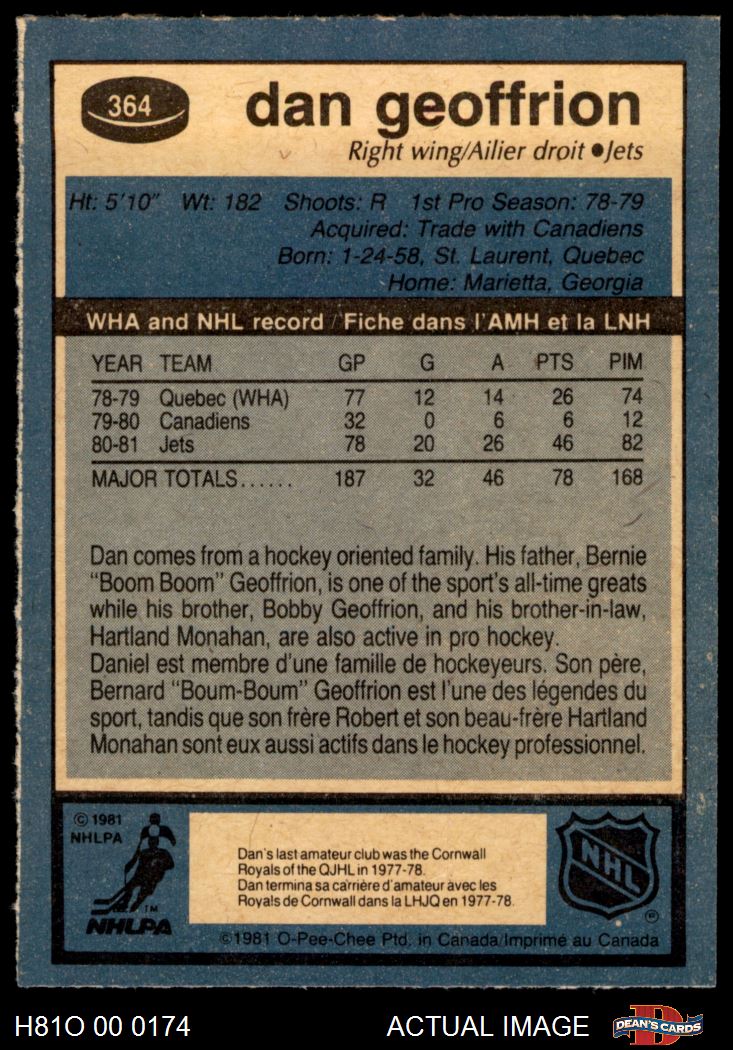 364
dan geoffrion
Right wing/Ailier droit ●Jets
Ht: 5'10" Wt: 182 Shoots: R 1st Pro Season: 78-79
Acquired: Trade with Canadiens
Born: 1-24-58, St. Laurent, Quebec
Home: Marietta, Georgia
WHA and NHL record / Fiche dans l'AMH et la LNH
YEAR TEAM GP G A PTS PIM
78-79 Quebec (WHA) 77 12 14 26 74
79-80 Canadiens 32 0 6 6 12
80-81 Jets 78 20 26 46 82
MAJOR TOTALS...... 187 32 46 78 168
Dan comes from a hockey oriented family. His father, Bernie
"Boom Boom" Geoffrion, is one of the sport's all-time greats
while his brother, Bobby Geoffrion, and his brother-in-law,
Hartland Monahan, are also active in pro hockey.
Daniel est membre d'une famille de hockeyeurs. Son père,
Bernard "Boum-Boum" Geoffrion est l'une des légendes du
sport, tandis que son frère Robert et son beau-frère Hartland
Monahan sont eux aussi actifs dans le hockey professionnel.
© 1981
NHLPA
TM
NHLPA
Dan's last amateur club was the Cornwall
Royals of the QJHL in 1977-78.
Dan termina sa carrière d'amateur avec les
Royals de Cornwall dans la LHJQ en 1977-78.
NHL
®
©1981 O-Pee-Chee Ptd. in Canada/Imprimé au Canada
H81O 00 0174
ACTUAL IMAGE
D
DEAN'S CARDS